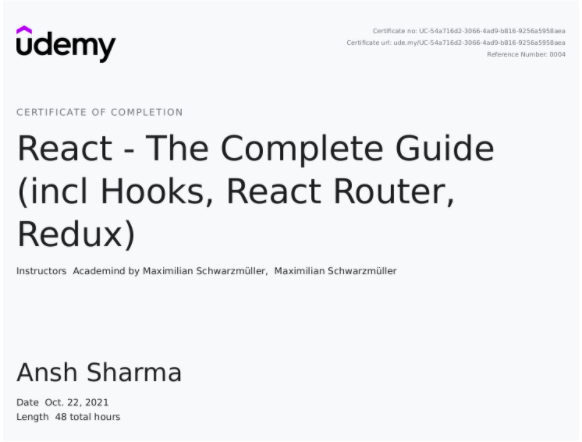 udemy
Certificate no: UC-54a716d2-3066-4ad9-b816-9256a5958aea
Certificate url: ude.my/UC-54a716d2-3066-4ad9-b816-9256a5958aea
Reference Number: 0004
CERTIFICATE OF COMPLETION
React - The Complete Guide
(incl Hooks, React Router,
Redux)
Instructors Academind by Maximilian Schwarzmüller, Maximilian Schwarzmüller
Ansh Sharma
Date Oct. 22, 2021
Length 48 total hours